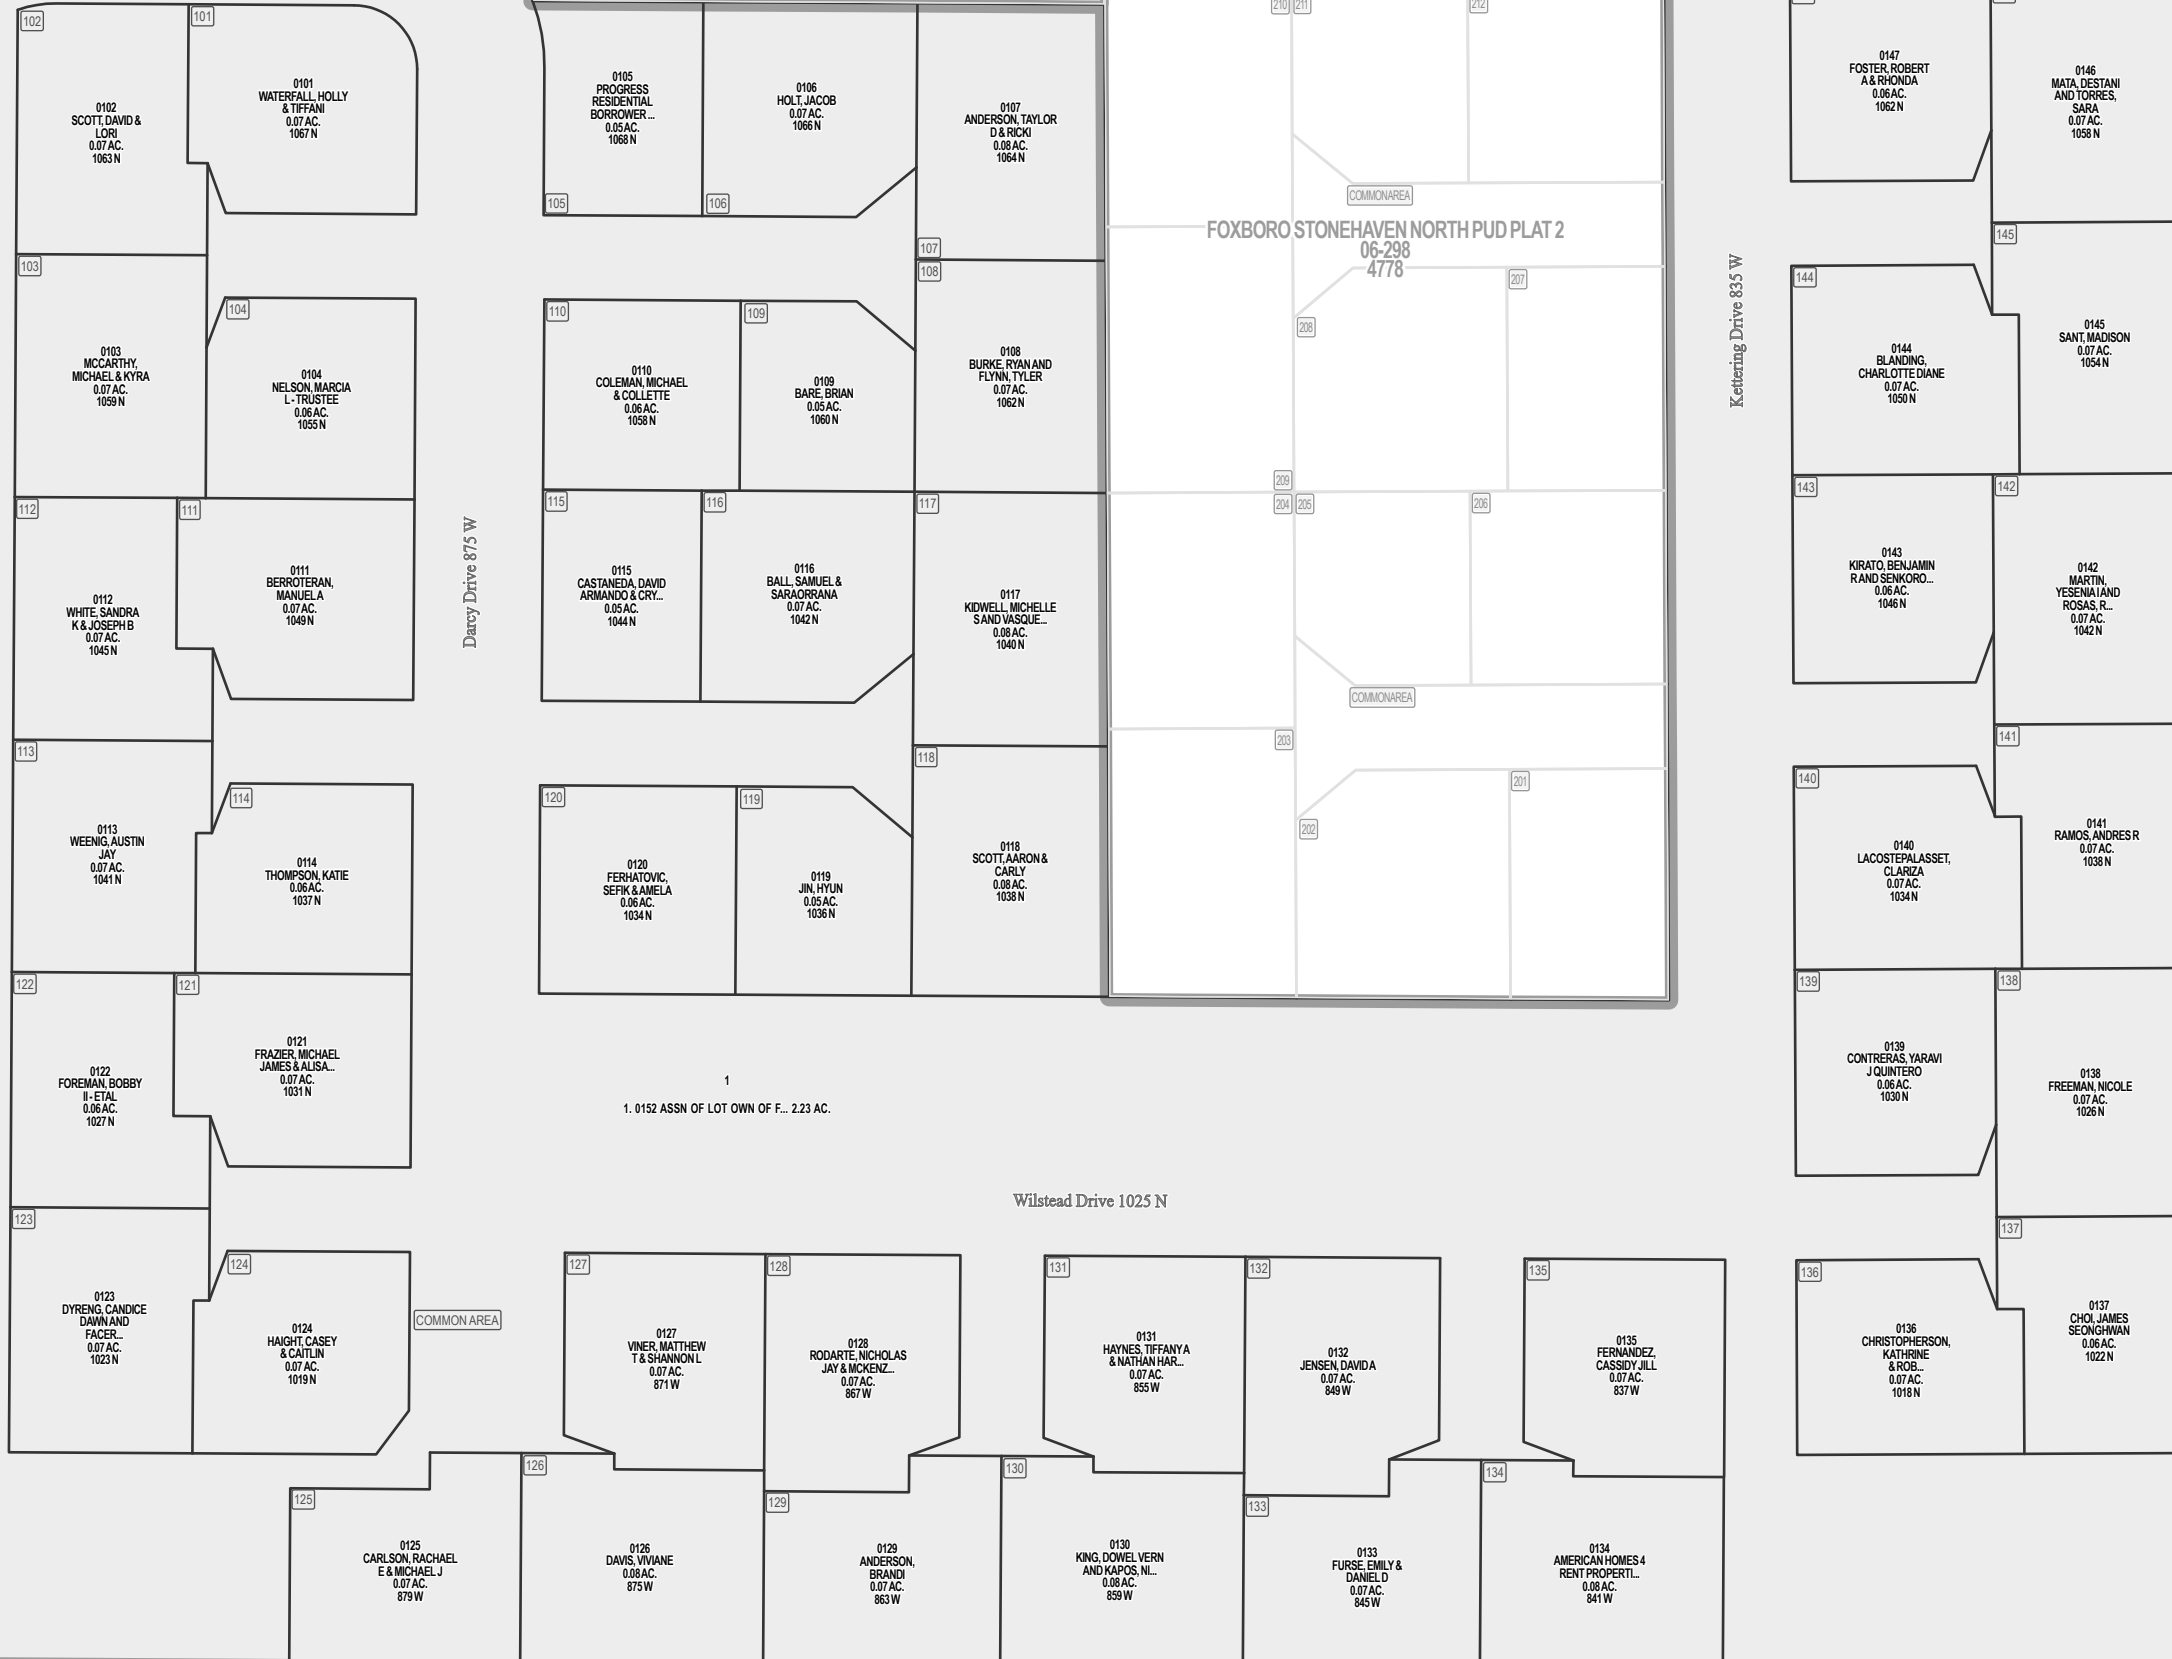 102
101
210
211
212
0102
SCOTT, DAVID &
LORI
0.07 AC.
1063 N
0101
WATERFALL, HOLLY
& TIFFANI
0.07 AC.
1067 N
0105
PROGRESS
RESIDENTIAL
BORROWER ...
0.05 AC.
1068 N
105
0106
HOLT, JACOB
0.07 AC.
1066 N
106
0107
ANDERSON, TAYLOR
D & RICKI
0.08 AC.
1064 N
107
COMMON AREA
FOXBORO STONEHAVEN NORTH PUD PLAT 2
06-298
4778
0147
FOSTER, ROBERT
A & RHONDA
0.06 AC.
1062 N
0146
MATA, DESTANI
AND TORRES,
SARA
0.07 AC.
1058 N
103
0103
MCCARTHY,
MICHAEL & KYRA
0.07 AC.
1059 N
104
0104
NELSON, MARCIA
L - TRUSTEE
0.06 AC.
1055 N
110
0110
COLEMAN, MICHAEL
& COLLETTE
0.06 AC.
1058 N
109
0109
BARE, BRIAN
0.05 AC.
1060 N
108
0108
BURKE, RYAN AND
FLYNN, TYLER
0.07 AC.
1062 N
208
207
209
Kettering Drive 835 W
144
0144
BLANDING,
CHARLOTTE DIANE
0.07 AC.
1050 N
145
0145
SANT, MADISON
0.07 AC.
1054 N
112
0112
WHITE, SANDRA
K & JOSEPH B
0.07 AC.
1045 N
111
0111
BERROTERAN,
MANUEL A
0.07 AC.
1049 N
Darcy Drive 875 W
115
0115
CASTANEDA, DAVID
ARMANDO & CRY...
0.05 AC.
1044 N
116
0116
BALL, SAMUEL &
SARAORRANA
0.07 AC.
1042 N
117
0117
KIDWELL, MICHELLE
S AND VASQUE...
0.08 AC.
1040 N
204
205
206
COMMON AREA
143
0143
KIRATO, BENJAMIN
R AND SENKORO...
0.06 AC.
1046 N
142
0142
MARTIN,
YESENIA I AND
ROSAS, R...
0.07 AC.
1042 N
113
0113
WEENIG, AUSTIN
JAY
0.07 AC.
1041 N
114
0114
THOMPSON, KATIE
0.06 AC.
1037 N
120
0120
FERHATOVIC,
SEFIK & AMELA
0.06 AC.
1034 N
119
0119
JIN, HYUN
0.05 AC.
1036 N
118
0118
SCOTT, AARON &
CARLY
0.08 AC.
1038 N
203
202
201
140
0140
LACOSTEPALASSET,
CLARIZA
0.07 AC.
1034 N
141
0141
RAMOS, ANDRES R
0.07 AC.
1038 N
122
0122
FOREMAN, BOBBY
II - ETAL
0.06 AC.
1027 N
121
0121
FRAZIER, MICHAEL
JAMES & ALISA...
0.07 AC.
1031 N
1
1. 0152 ASSN OF LOT OWN OF F... 2.23 AC.
Wilstead Drive 1025 N
139
0139
CONTRERAS, YARAVI
J QUINTERO
0.06 AC.
1030 N
138
0138
FREEMAN, NICOLE
0.07 AC.
1026 N
123
0123
DYRENG, CANDICE
DAWN AND
FACER...
0.07 AC.
1023 N
124
0124
HAIGHT, CASEY
& CAITLIN
0.07 AC.
1019 N
COMMON AREA
127
0127
VINER, MATTHEW
T & SHANNON L
0.07 AC.
871 W
128
0128
RODARTE, NICHOLAS
JAY & MCKENZ...
0.07 AC.
867 W
131
0131
HAYNES, TIFFANY A
& NATHAN HAR...
0.07 AC.
855 W
132
0132
JENSEN, DAVID A
0.07 AC.
849 W
135
0135
FERNANDEZ,
CASSIDY JILL
0.07 AC.
837 W
136
0136
CHRISTOPHERSON,
KATHRINE
& ROB...
0.07 AC.
1018 N
137
0137
CHOI, JAMES
SEONGHWAN
0.06 AC.
1022 N
125
0125
CARLSON, RACHAEL
E & MICHAEL J
0.07 AC.
879 W
126
0126
DAVIS, VIVIANE
0.08 AC.
875 W
129
0129
ANDERSON,
BRANDI
0.07 AC.
863 W
130
0130
KING, DOWEL VERN
AND KAPOS, NI...
0.08 AC.
859 W
133
0133
FURSE, EMILY &
DANIEL D
0.07 AC.
845 W
134
0134
AMERICAN HOMES 4
RENT PROPERTI...
0.08 AC.
841 W